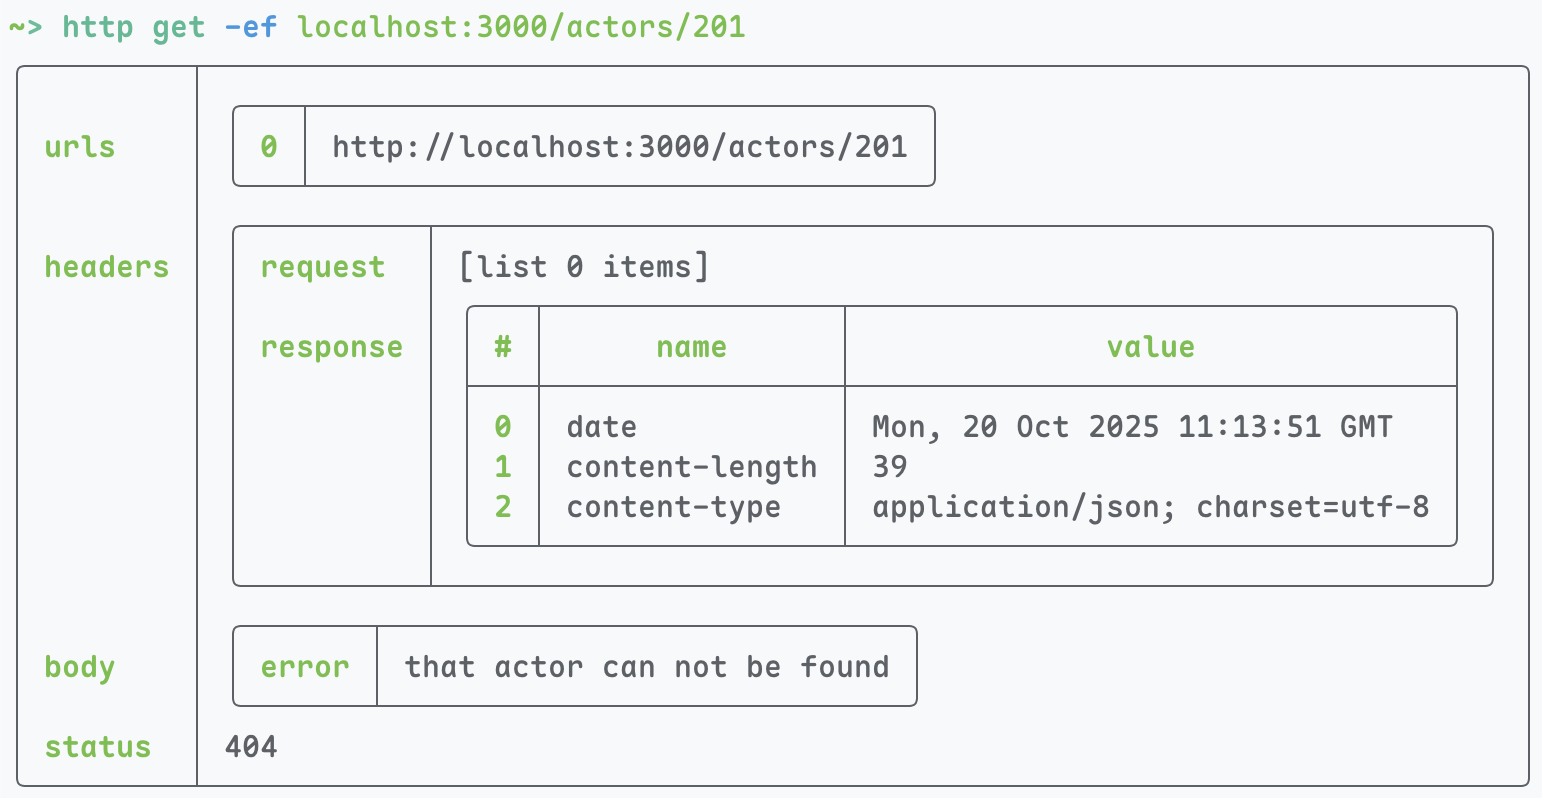 ~> http get -ef localhost:3000/actors/201
urls 0 http://localhost:3000/actors/201
headers request [list 0 items]
response # name value
0 date Mon, 20 Oct 2025 11:13:51 GMT
1 content-length 39
2 content-type application/json; charset=utf-8
body error that actor can not be found
status 404